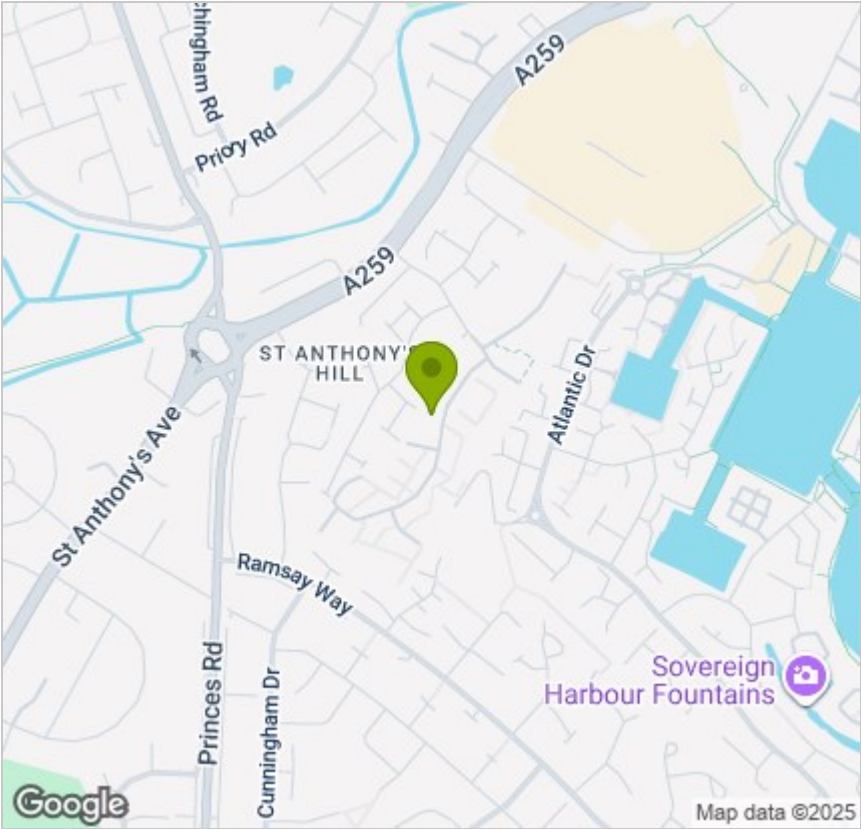 chingham Rd
A259
Priory Rd
A259
ST ANTHONY'S
HILL
Atlantic Dr
St Anthony's Ave
Ramsay Way
Princes Rd
Cunningham Dr
Sovereign
Harbour Fountains
Google
Map data ©2025